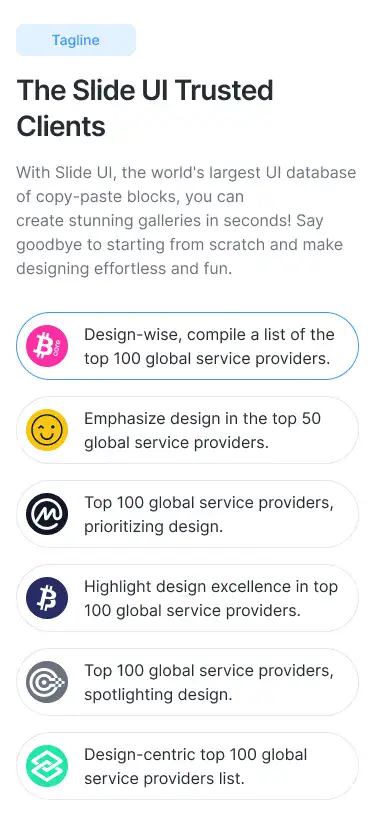 Tagline
The Slide UI Trusted
Clients
With Slide UI, the world's largest UI database
of copy-paste blocks, you can
create stunning galleries in seconds! Say
goodbye to starting from scratch and make
designing effortless and fun.
Design-wise, compile a list of the
top 100 global service providers.
Emphasize design in the top 50
global service providers.
Top 100 global service providers,
prioritizing design.
Highlight design excellence in top
100 global service providers.
Top 100 global service providers,
spotlighting design.
Design-centric top 100 global
service providers list.